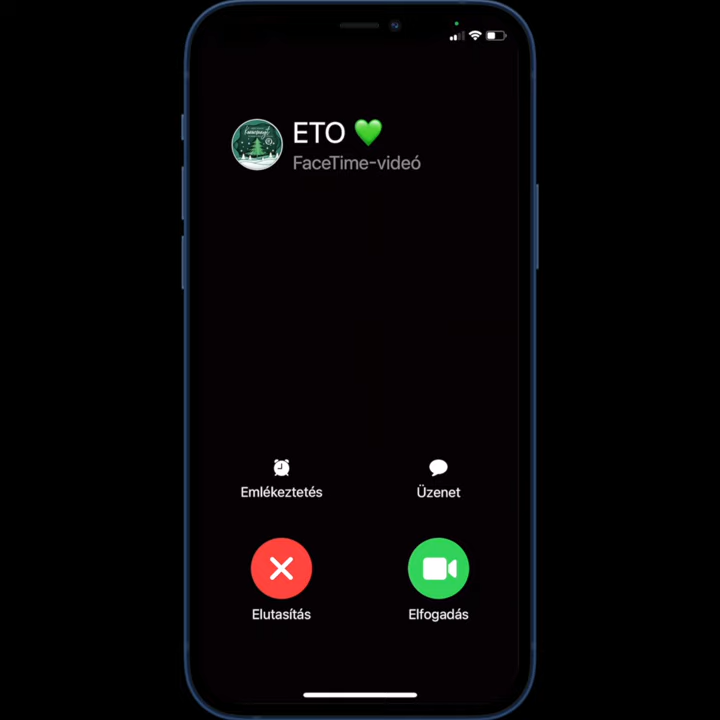 ETO 💚
FaceTime-videó
Emlékeztetés
Üzenet
Elutasítás
Elfogadás